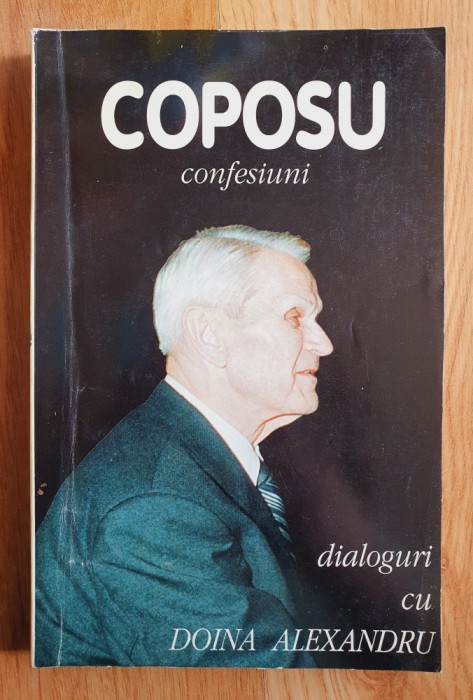 COPOSU
confesiuni
dialoguri
cu
DOINA ALEXANDRU